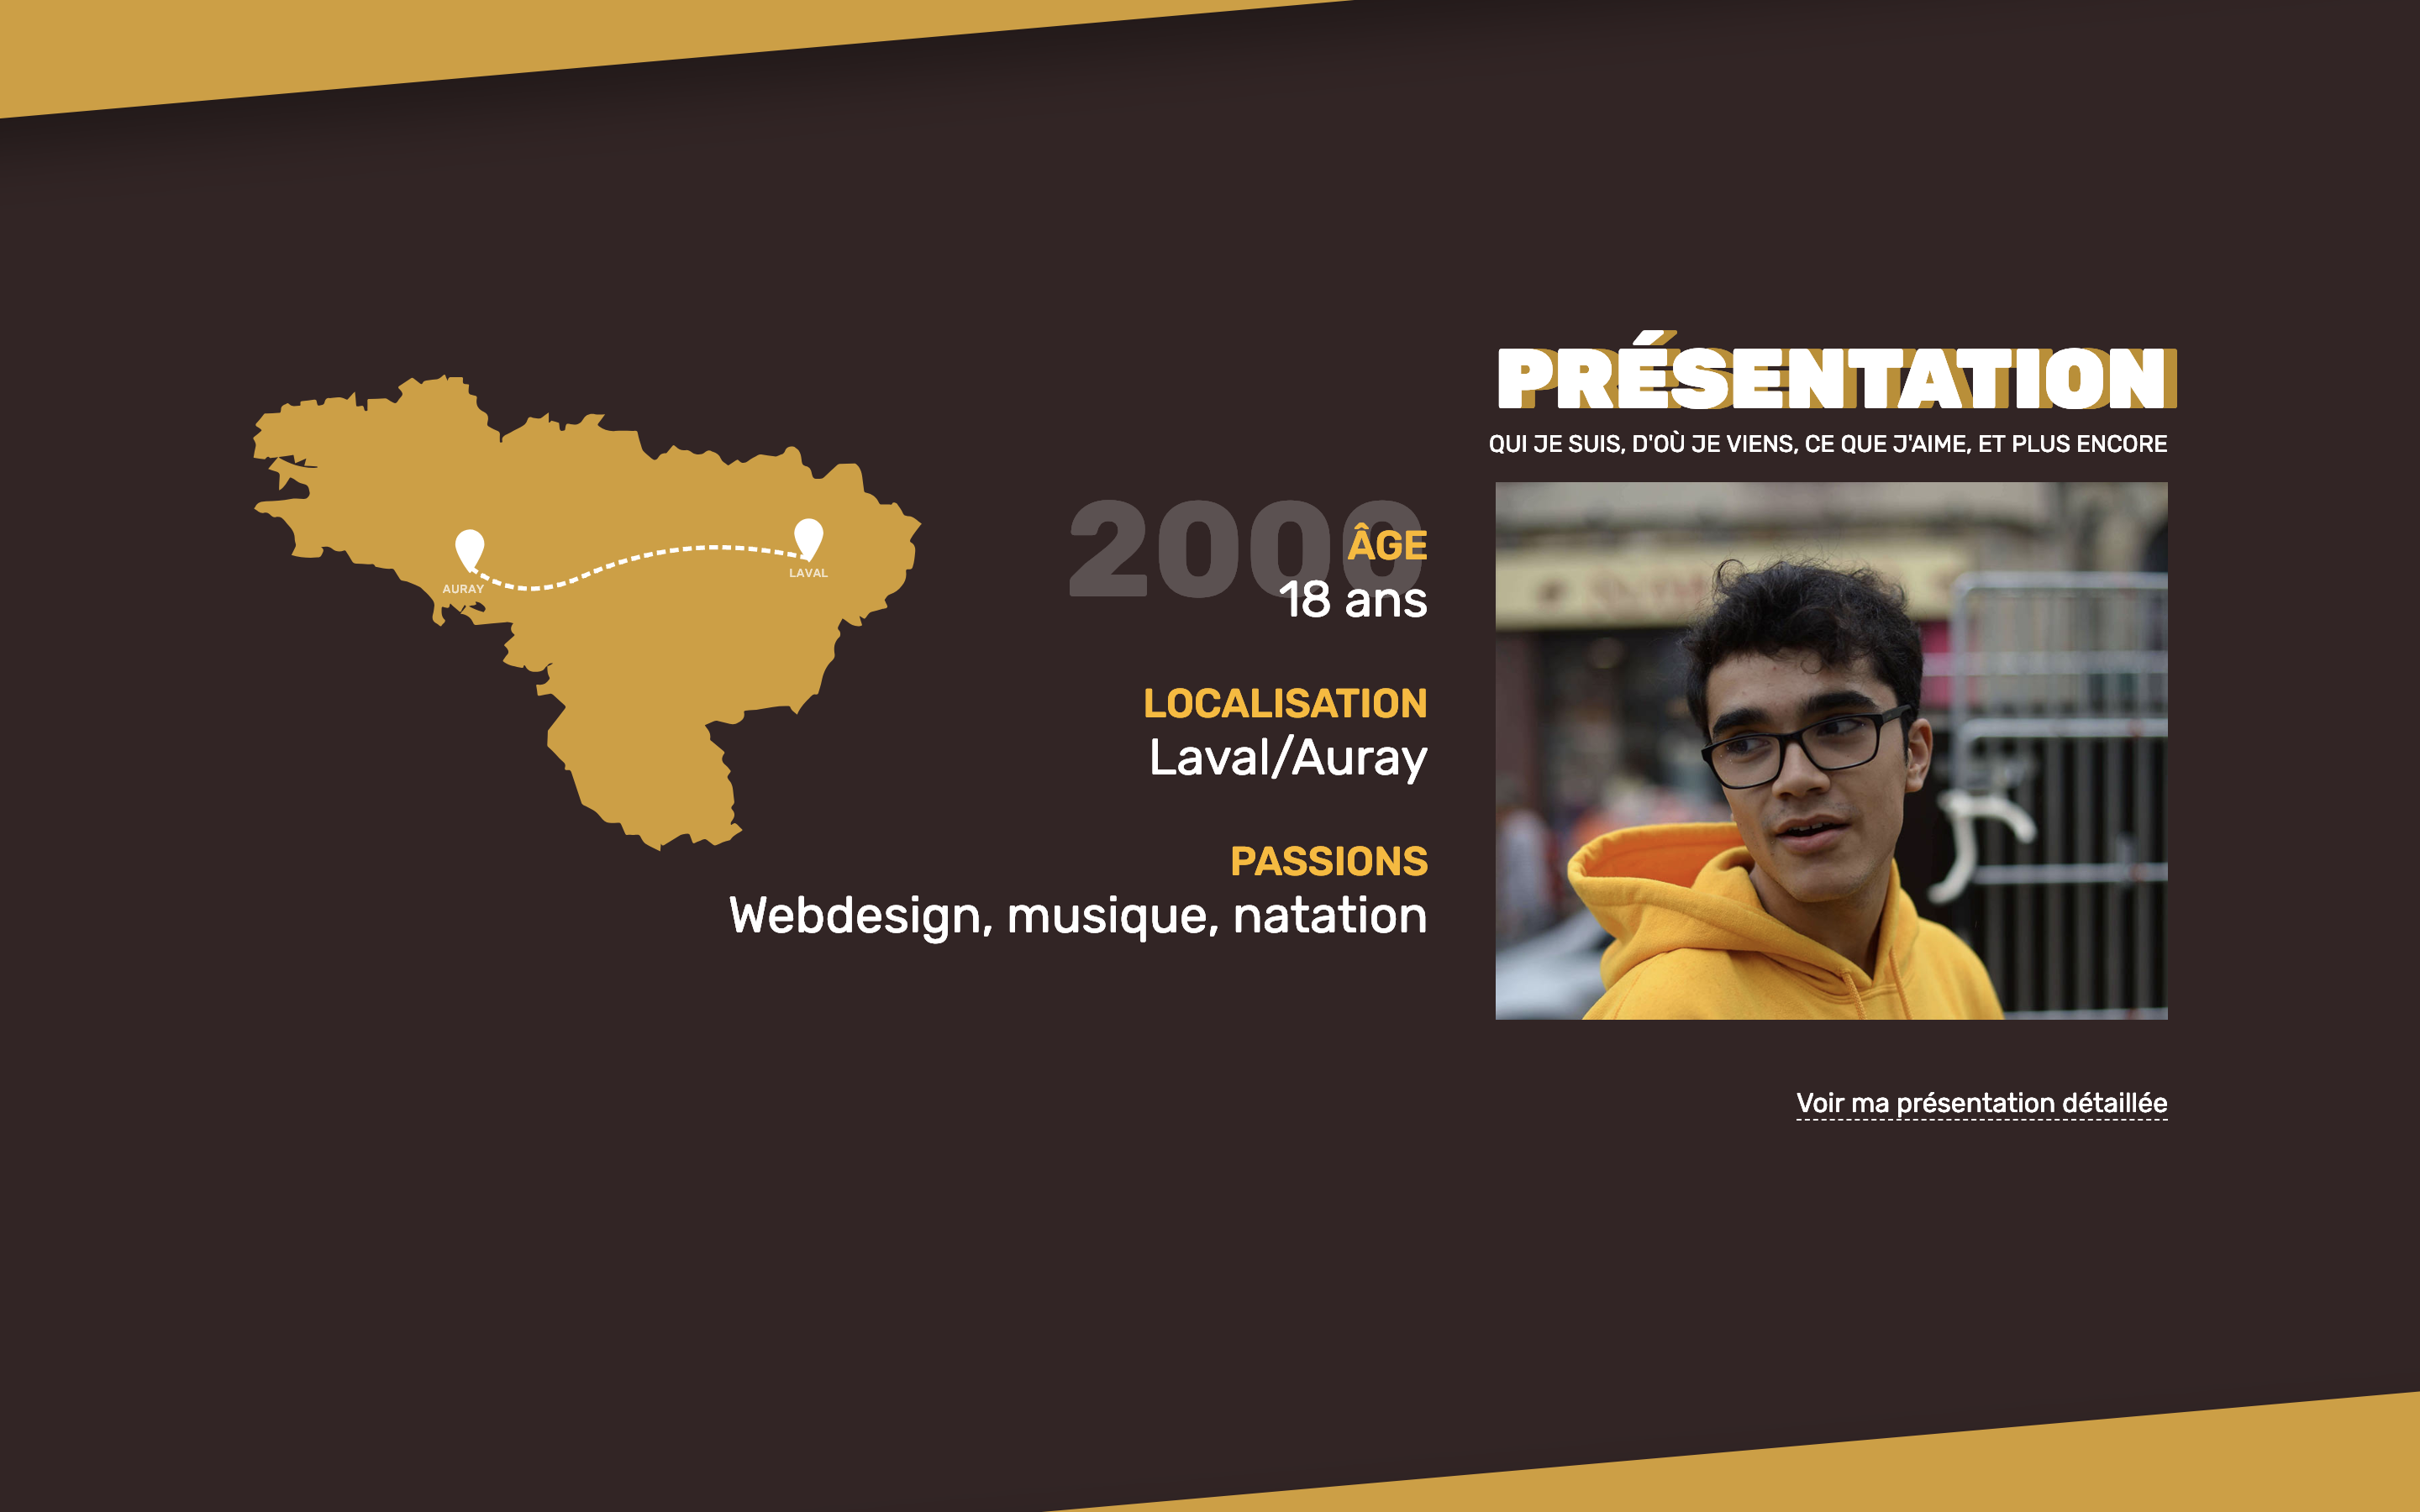 PRÉSENTATION
QUI JE SUIS, D'OÙ JE VIENS, CE QUE J'AIME, ET PLUS ENCORE
AURAY
LAVAL
2000
ÂGE
18 ans
LOCALISATION
Laval/Auray
PASSIONS
Webdesign, musique, natation
Voir ma présentation détaillée